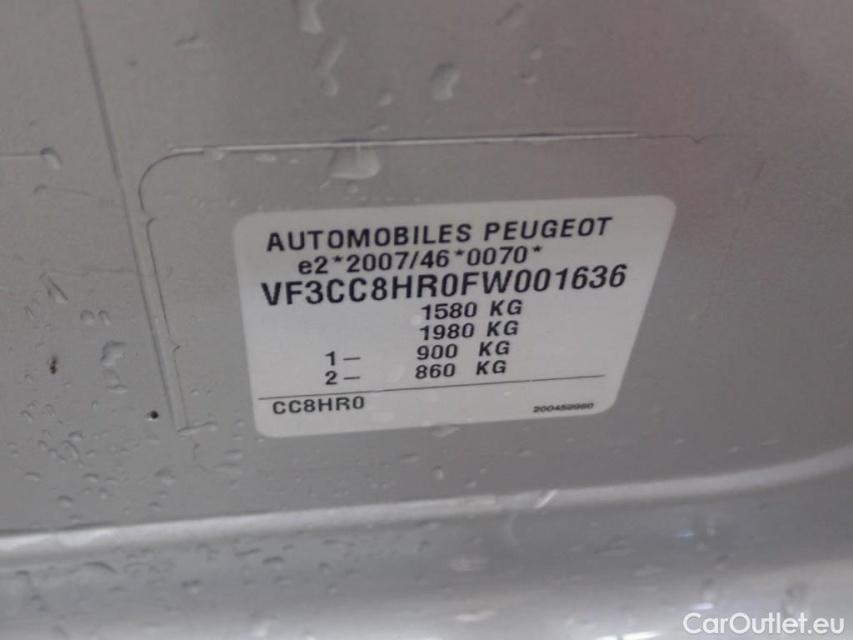 AUTOMOBILES PEUGEOT
e2*2007/46*0070*
VF3CC8HR0FW001636
1580 KG
1980 KG
1– 900 KG
2– 860 KG
CC8HR0
200452960
CarOutlet.eu